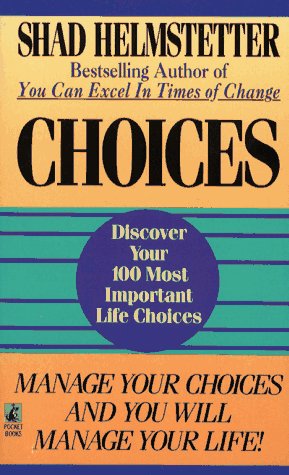 SHAD HELMSTETTER
Bestselling Author of
You Can Excel In Times of Change
CHOICES
Discover
Your
100 Most
Important
Life Choices
MANAGE YOUR CHOICES
AND YOU WILL
MANAGE YOUR LIFE!
POCKET
BOOKS